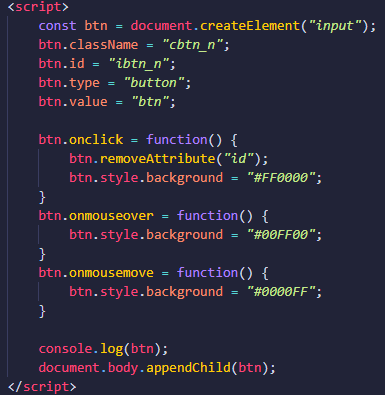 <script>
    const btn = document.createElement("input");
    btn.className = "cbtn_n";
    btn.id = "ibtn_n";
    btn.type = "button";
    btn.value = "btn";

    btn.onclick = function() {
        btn.removeAttribute("id");
        btn.style.background = "#FF0000";
    }
    btn.onmouseover = function() {
        btn.style.background = "#00FF00";
    }
    btn.onmousemove = function() {
        btn.style.background = "#0000FF";
    }

    console.log(btn);
    document.body.appendChild(btn);
</script>